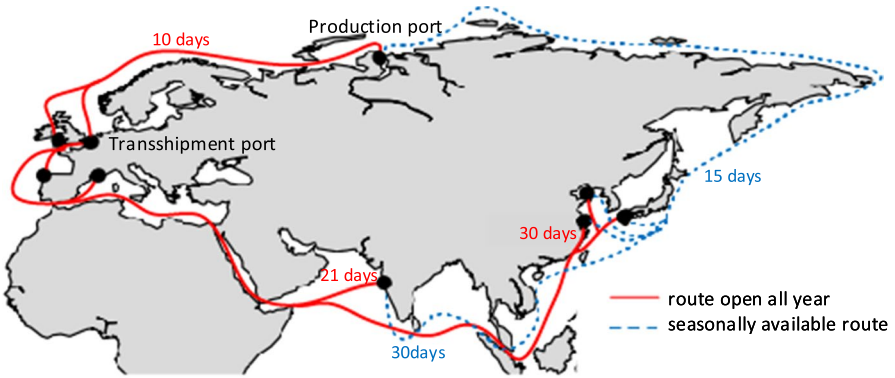 Production port
10 days
Transshipment port
15 days
30 days
21 days
30days
route open all year
seasonally available route